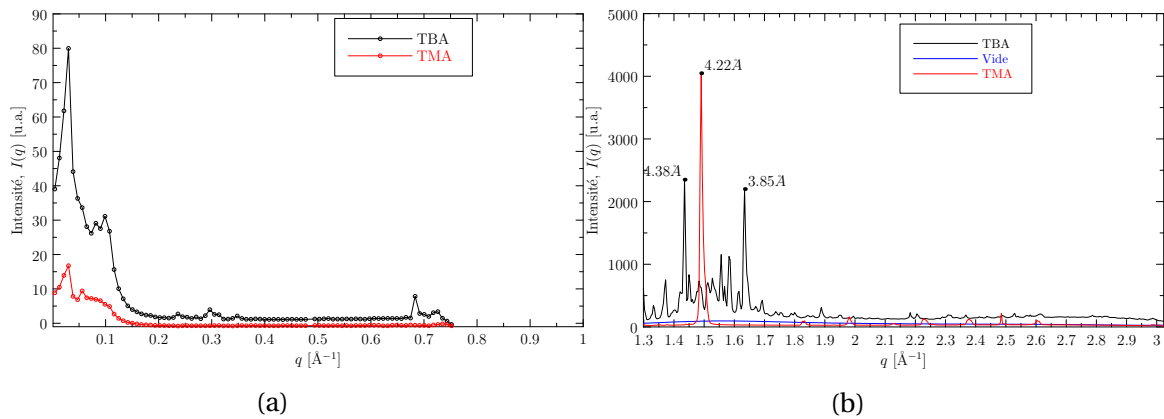 TBA
TMA
Intensité, I(q) [u.a.]
90
80
70
60
50
40
30
20
10
0
0.1 0.2 0.3 0.4 0.5 0.6 0.7 0.8 0.9 1
q [Å⁻¹]
(a)
TBA
Vide
TMA
4.22Å
4.38Å
3.85Å
Intensité, I(q) [u.a.]
5000
4000
3000
2000
1000
0
1.3 1.4 1.5 1.6 1.7 1.8 1.9 2 2.1 2.2 2.3 2.4 2.5 2.6 2.7 2.8 2.9 3
q [Å⁻¹]
(b)